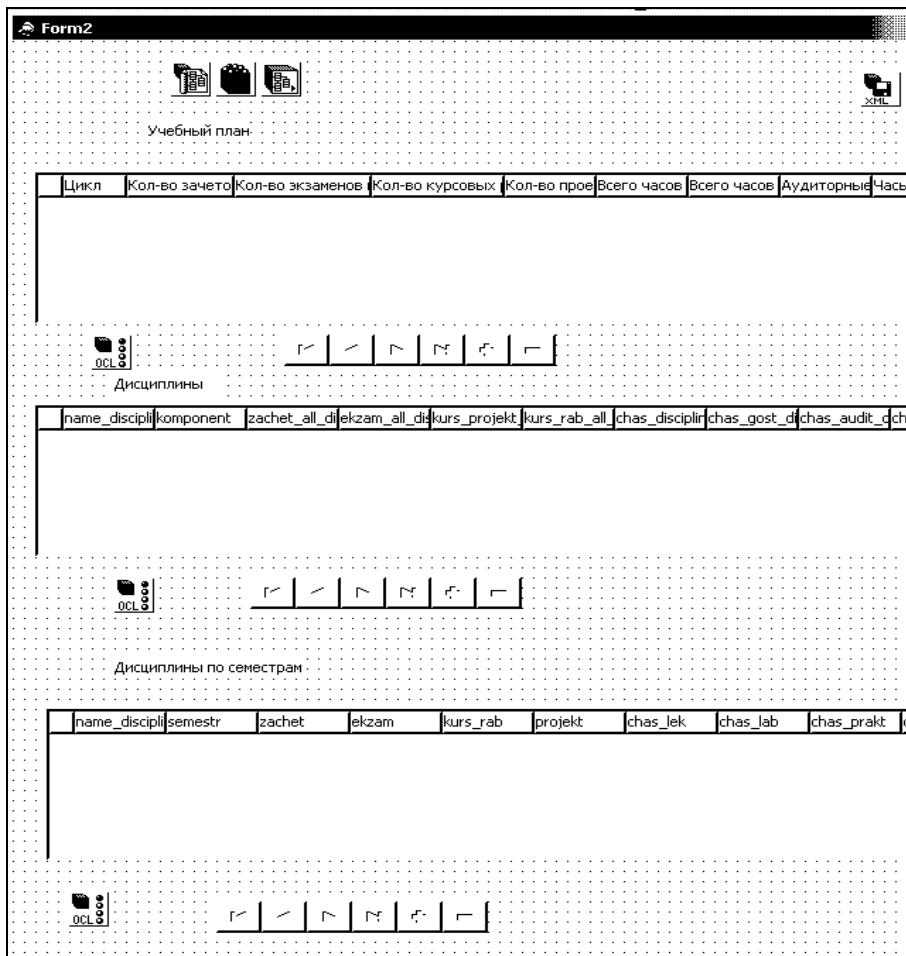 Form2
XML
Учебный план
Цикл Кол-во зачето Кол-во экзаменов Кол-во курсовых Кол-во прое Всего часов Всего часов Аудиторные Часы
OCL
Дисциплины
name_discipli komponent zachet_all_di ekzam_all_dis kurs_projekt_ kurs_rab_all_ chas_disciplin chas_gost_di chas_audit_d ch
OCL
Дисциплины по семестрам
name_discipli semestr zachet ekzam kurs_rab projekt chas_lek chas_lab chas_prakt
OCL